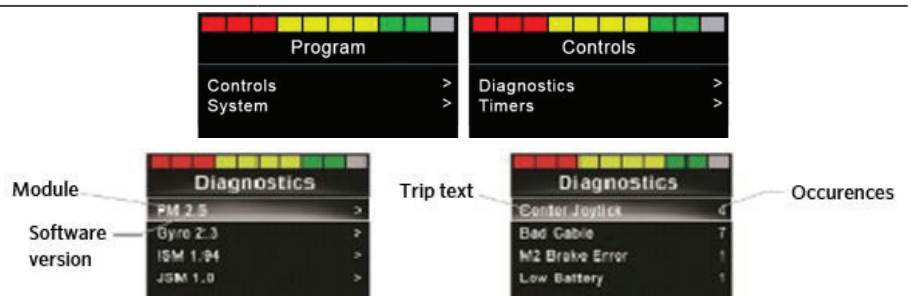 Program
Controls >
System >
Controls
Diagnostics >
Timers >
Module
Software
version
Diagnostics
PM 2.5 >
Gyro 2.3 >
ISM 1.94 >
JSM 1.0 >
Trip text
Diagnostics
Center Joytick 4
Bad Cable 7
M2 Brake Error 1
Low Battery 1
Occurences